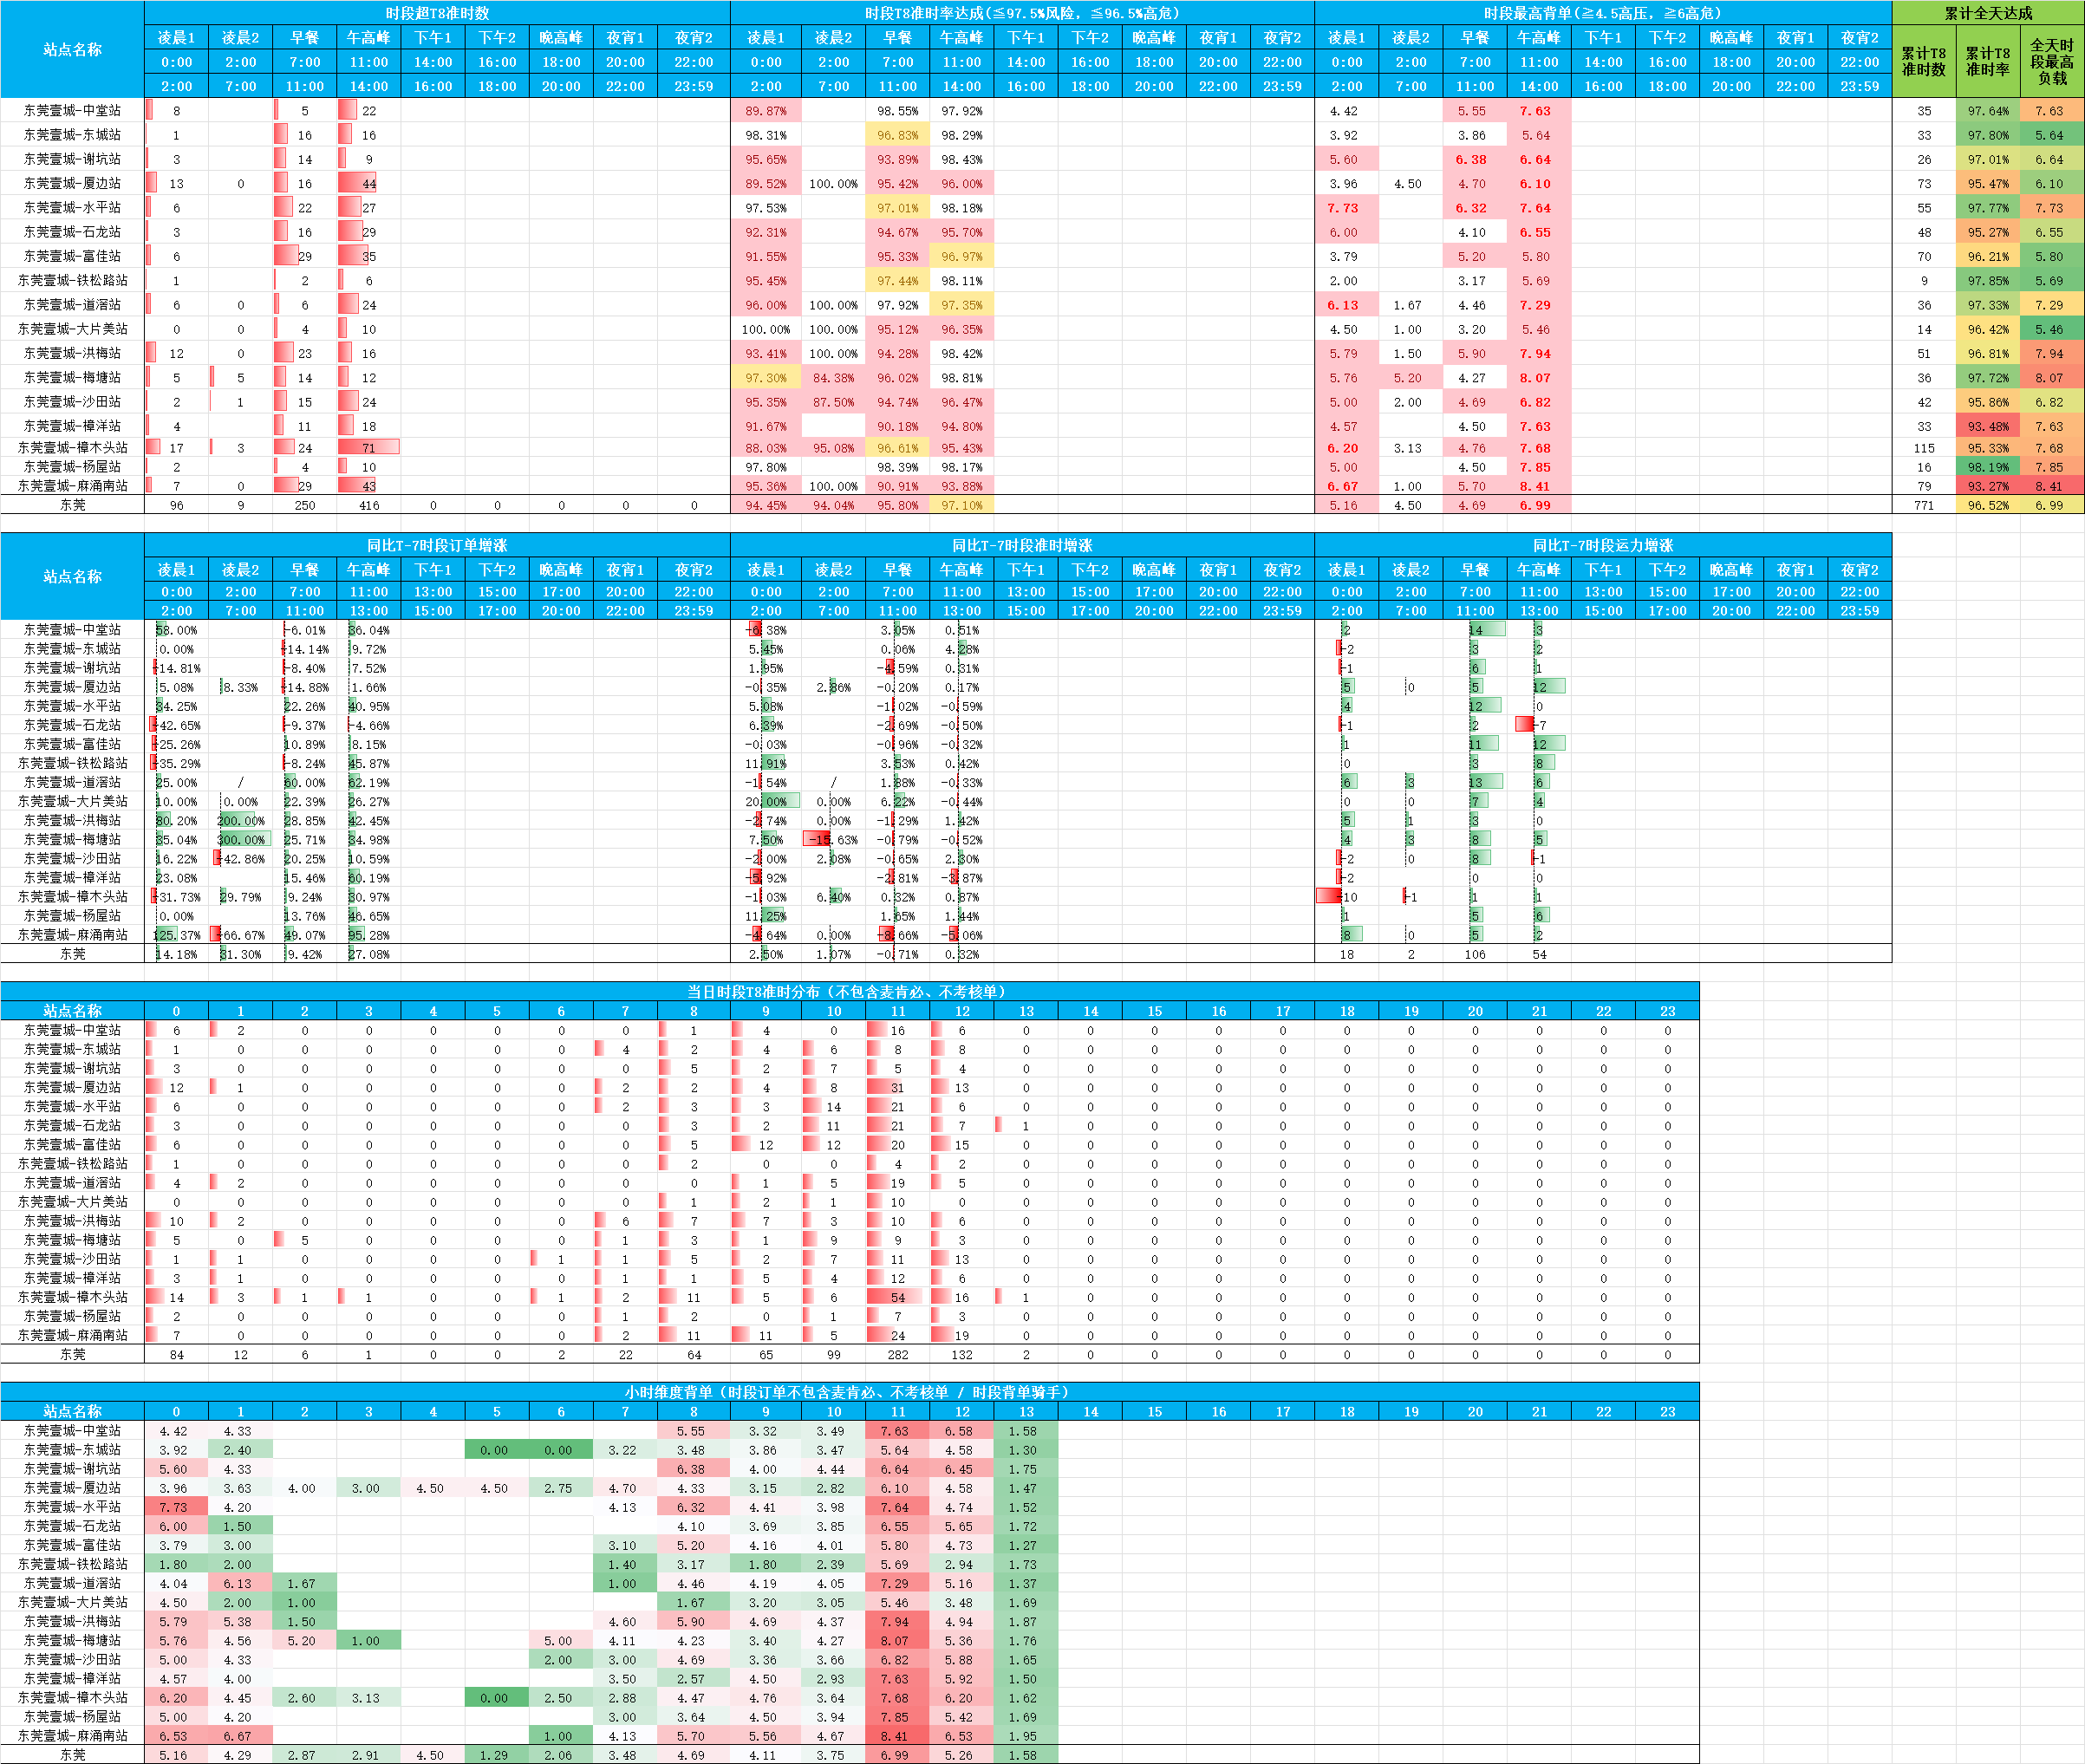 站点名称 时段超T8准时数 时段T8准时率达成(≦97.5%风险, ≦96.5%高危) 时段最高背单(≧4.5高压, ≧6高危) 累计全天达成
凌晨1 凌晨2 早餐 午高峰 下午1 下午2 晚高峰 夜宵1 夜宵2 凌晨1 凌晨2 早餐 午高峰 下午1 下午2 晚高峰 夜宵1 夜宵2 凌晨1 凌晨2 早餐 午高峰 下午1 下午2 晚高峰 夜宵1 夜宵2 累计T8准时数 累计T8准时率 全天时段最高负载
0:00 2:00 7:00 11:00 14:00 16:00 18:00 20:00 22:00 0:00 2:00 7:00 11:00 14:00 16:00 18:00 20:00 22:00 0:00 2:00 7:00 11:00 14:00 16:00 18:00 20:00 22:00
2:00 7:00 11:00 14:00 16:00 18:00 20:00 22:00 23:59 2:00 7:00 11:00 14:00 16:00 18:00 20:00 22:00 23:59 2:00 7:00 11:00 14:00 16:00 18:00 20:00 22:00 23:59
东莞壹城-中堂站 8 5 22 89.87% 98.55% 97.92% 4.42 5.55 7.63 35 97.64% 7.63
东莞壹城-东城站 1 16 16 98.31% 96.83% 98.29% 3.92 3.86 5.64 33 97.80% 5.64
东莞壹城-谢坑站 3 14 9 95.65% 93.89% 98.43% 5.60 6.38 6.64 26 97.01% 6.64
东莞壹城-厦边站 13 0 16 44 89.52% 100.00% 95.42% 96.00% 3.96 4.50 4.70 6.10 73 95.47% 6.10
东莞壹城-水平站 6 22 27 97.53% 97.01% 98.18% 7.73 6.32 7.64 55 97.77% 7.73
东莞壹城-石龙站 3 16 29 92.31% 94.67% 95.70% 6.00 4.10 6.55 48 95.27% 6.55
东莞壹城-富佳站 6 29 35 91.55% 95.33% 96.97% 3.79 5.20 5.80 70 96.21% 5.80
东莞壹城-铁松路站 1 2 6 95.45% 97.44% 98.11% 2.00 3.17 5.69 9 97.85% 5.69
东莞壹城-道滘站 6 0 6 24 96.00% 100.00% 97.92% 97.35% 6.13 1.67 4.46 7.29 36 97.33% 7.29
东莞壹城-大片美站 0 0 4 10 100.00% 100.00% 95.12% 96.35% 4.50 1.00 3.20 5.46 14 96.42% 5.46
东莞壹城-洪梅站 12 0 23 16 93.41% 100.00% 94.28% 98.42% 5.79 1.50 5.90 7.94 51 96.81% 7.94
东莞壹城-梅塘站 5 5 14 12 97.30% 84.38% 96.02% 98.81% 5.76 5.20 4.27 8.07 36 97.72% 8.07
东莞壹城-沙田站 2 1 15 24 95.35% 87.50% 94.74% 96.47% 5.00 2.00 4.69 6.82 42 95.86% 6.82
东莞壹城-樟洋站 4 11 18 91.67% 90.18% 94.80% 4.57 4.50 7.63 33 93.48% 7.63
东莞壹城-樟木头站 17 3 24 71 88.03% 95.08% 96.61% 95.43% 6.20 3.13 4.76 7.68 115 95.33% 7.68
东莞壹城-杨屋站 2 4 10 97.80% 98.39% 98.17% 5.00 4.50 7.85 16 98.19% 7.85
东莞壹城-麻涌南站 7 0 29 43 95.36% 100.00% 90.91% 93.88% 6.67 1.00 5.70 8.41 79 93.27% 8.41
东莞 96 9 250 416 0 0 0 0 0 94.45% 94.04% 95.80% 97.10% 5.16 4.50 4.69 6.99 771 96.52% 6.99
站点名称 同比T-7时段订单增涨 同比T-7时段准时增涨 同比T-7时段运力增涨
凌晨1 凌晨2 早餐 午高峰 下午1 下午2 晚高峰 夜宵1 夜宵2 凌晨1 凌晨2 早餐 午高峰 下午1 下午2 晚高峰 夜宵1 夜宵2 凌晨1 凌晨2 早餐 午高峰 下午1 下午2 晚高峰 夜宵1 夜宵2
0:00 2:00 7:00 11:00 13:00 15:00 17:00 20:00 22:00 0:00 2:00 7:00 11:00 13:00 15:00 17:00 20:00 22:00 0:00 2:00 7:00 11:00 13:00 15:00 17:00 20:00 22:00
2:00 7:00 11:00 13:00 15:00 17:00 20:00 22:00 23:59 2:00 7:00 11:00 13:00 15:00 17:00 20:00 22:00 23:59 2:00 7:00 11:00 13:00 15:00 17:00 20:00 22:00 23:59
东莞壹城-中堂站 58.00% -6.01% 36.04% -6.38% 3.05% 0.51% 2 14 3
东莞壹城-东城站 0.00% -14.14% 9.72% 5.45% 0.06% 4.28% -2 3 2
东莞壹城-谢坑站 -14.81% -8.40% 7.52% 1.95% -4.59% 0.31% -1 6 1
东莞壹城-厦边站 5.08% 8.33% -14.88% 1.66% -0.35% 2.86% -0.20% 0.17% 5 0 5 12
东莞壹城-水平站 34.25% 22.26% 40.95% 5.08% -1.02% -0.59% 4 12 0
东莞壹城-石龙站 -42.65% -9.37% -4.66% 6.39% -2.69% -0.50% -1 2 -7
东莞壹城-富佳站 -25.26% 10.89% 8.15% -0.03% -0.96% -0.32% 1 11 12
东莞壹城-铁松路站 -35.29% -8.24% 45.87% 11.91% 3.53% 0.42% 0 3 8
东莞壹城-道滘站 25.00% / 60.00% 62.19% -1.54% / 1.88% -0.33% 6 3 13 6
东莞壹城-大片美站 10.00% 0.00% 22.39% 26.27% 20.00% 0.00% 6.22% -0.44% 0 0 7 4
东莞壹城-洪梅站 80.20% 200.00% 28.85% 42.45% -2.74% 0.00% -1.29% 1.42% 5 1 3 0
东莞壹城-梅塘站 35.04% 300.00% 25.71% 34.98% 7.50% -15.63% -0.79% -0.52% 4 3 8 5
东莞壹城-沙田站 16.22% -42.86% 20.25% 10.59% -2.00% 2.08% -0.65% 2.30% -2 0 8 -1
东莞壹城-樟洋站 23.08% 15.46% 60.19% -5.92% -2.81% -3.87% -2 0 0
东莞壹城-樟木头站 -31.73% 29.79% 9.24% 30.97% -1.03% 6.40% 0.32% 0.87% -10 -1 1 1
东莞壹城-杨屋站 0.00% 13.76% 46.65% 11.25% 1.65% 1.44% 1 5 6
东莞壹城-麻涌南站 125.37% -66.67% 49.07% 95.28% -4.64% 0.00% -8.66% -5.06% 8 0 5 2
东莞 14.18% 31.30% 9.42% 27.08% 2.50% 1.07% -0.71% 0.32% 18 2 106 54
当日时段T8准时分布（不包含麦肯必、不考核单）
站点名称 0 1 2 3 4 5 6 7 8 9 10 11 12 13 14 15 16 17 18 19 20 21 22 23
东莞壹城-中堂站 6 2 0 0 0 0 0 0 1 4 0 16 6 0 0 0 0 0 0 0 0 0 0 0
东莞壹城-东城站 1 0 0 0 0 0 0 4 2 4 6 8 8 0 0 0 0 0 0 0 0 0 0 0
东莞壹城-谢坑站 3 0 0 0 0 0 0 0 5 2 7 5 4 0 0 0 0 0 0 0 0 0 0 0
东莞壹城-厦边站 12 1 0 0 0 0 0 2 2 4 8 31 13 0 0 0 0 0 0 0 0 0 0 0
东莞壹城-水平站 6 0 0 0 0 0 0 2 3 3 14 21 6 0 0 0 0 0 0 0 0 0 0 0
东莞壹城-石龙站 3 0 0 0 0 0 0 0 3 2 11 21 7 1 0 0 0 0 0 0 0 0 0 0
东莞壹城-富佳站 6 0 0 0 0 0 0 0 5 12 12 20 15 0 0 0 0 0 0 0 0 0 0 0
东莞壹城-铁松路站 1 0 0 0 0 0 0 0 2 0 0 4 2 0 0 0 0 0 0 0 0 0 0 0
东莞壹城-道滘站 4 2 0 0 0 0 0 0 0 1 5 19 5 0 0 0 0 0 0 0 0 0 0 0
东莞壹城-大片美站 0 0 0 0 0 0 0 0 1 2 1 10 0 0 0 0 0 0 0 0 0 0 0 0
东莞壹城-洪梅站 10 2 0 0 0 0 0 6 7 7 3 10 6 0 0 0 0 0 0 0 0 0 0 0
东莞壹城-梅塘站 5 0 5 0 0 0 0 1 3 1 9 9 3 0 0 0 0 0 0 0 0 0 0 0
东莞壹城-沙田站 1 1 0 0 0 0 1 1 5 2 7 11 13 0 0 0 0 0 0 0 0 0 0 0
东莞壹城-樟洋站 3 1 0 0 0 0 0 1 1 5 4 12 6 0 0 0 0 0 0 0 0 0 0 0
东莞壹城-樟木头站 14 3 1 1 0 0 1 2 11 5 6 54 16 1 0 0 0 0 0 0 0 0 0 0
东莞壹城-杨屋站 2 0 0 0 0 0 0 1 2 0 1 7 3 0 0 0 0 0 0 0 0 0 0 0
东莞壹城-麻涌南站 7 0 0 0 0 0 0 2 11 11 5 24 19 0 0 0 0 0 0 0 0 0 0 0
东莞 84 12 6 1 0 0 2 22 64 65 99 282 132 2 0 0 0 0 0 0 0 0 0 0
小时维度背单（时段订单不包含麦肯必、不考核单 / 时段背单骑手）
站点名称 0 1 2 3 4 5 6 7 8 9 10 11 12 13 14 15 16 17 18 19 20 21 22 23
东莞壹城-中堂站 4.42 4.33 5.55 3.32 3.49 7.63 6.58 1.58
东莞壹城-东城站 3.92 2.40 0.00 0.00 3.22 3.48 3.86 3.47 5.64 4.58 1.30
东莞壹城-谢坑站 5.60 4.33 6.38 4.00 4.44 6.64 6.45 1.75
东莞壹城-厦边站 3.96 3.63 4.00 3.00 4.50 4.50 2.75 4.70 4.33 3.15 2.82 6.10 4.58 1.47
东莞壹城-水平站 7.73 4.20 4.13 6.32 4.41 3.98 7.64 4.74 1.52
东莞壹城-石龙站 6.00 1.50 4.10 3.69 3.85 6.55 5.65 1.72
东莞壹城-富佳站 3.79 3.00 3.10 5.20 4.16 4.01 5.80 4.73 1.27
东莞壹城-铁松路站 1.80 2.00 1.40 3.17 1.80 2.39 5.69 2.94 1.73
东莞壹城-道滘站 4.04 6.13 1.67 1.00 4.46 4.19 4.05 7.29 5.16 1.37
东莞壹城-大片美站 4.50 2.00 1.00 1.67 3.20 3.05 5.46 3.48 1.69
东莞壹城-洪梅站 5.79 5.38 1.50 4.60 5.90 4.69 4.37 7.94 4.94 1.87
东莞壹城-梅塘站 5.76 4.56 5.20 1.00 5.00 4.11 4.23 3.40 4.27 8.07 5.36 1.76
东莞壹城-沙田站 5.00 4.33 2.00 3.00 4.69 3.36 3.66 6.82 5.88 1.65
东莞壹城-樟洋站 4.57 4.00 3.50 2.57 4.50 2.93 7.63 5.92 1.50
东莞壹城-樟木头站 6.20 4.45 2.60 3.13 0.00 2.50 2.88 4.47 4.76 3.64 7.68 6.20 1.62
东莞壹城-杨屋站 5.00 4.20 3.00 3.64 4.50 3.94 7.85 5.42 1.69
东莞壹城-麻涌南站 6.53 6.67 1.00 4.13 5.70 5.56 4.67 8.41 6.53 1.95
东莞 5.16 4.29 2.87 2.91 4.50 1.29 2.06 3.48 4.69 4.11 3.75 6.99 5.26 1.58